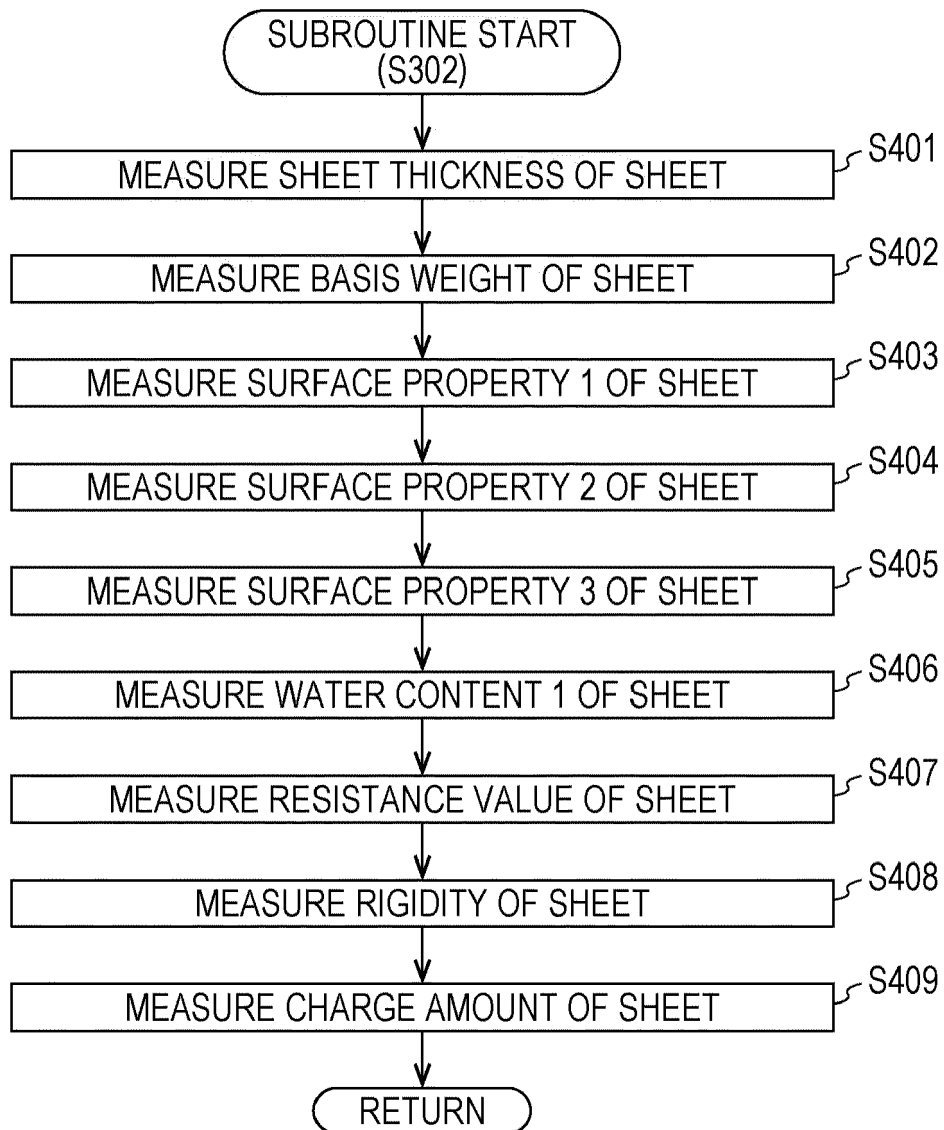 SUBROUTINE START
(S302)
S401
MEASURE SHEET THICKNESS OF SHEET
S402
MEASURE BASIS WEIGHT OF SHEET
S403
MEASURE SURFACE PROPERTY 1 OF SHEET
S404
MEASURE SURFACE PROPERTY 2 OF SHEET
S405
MEASURE SURFACE PROPERTY 3 OF SHEET
S406
MEASURE WATER CONTENT 1 OF SHEET
S407
MEASURE RESISTANCE VALUE OF SHEET
S408
MEASURE RIGIDITY OF SHEET
S409
MEASURE CHARGE AMOUNT OF SHEET
RETURN